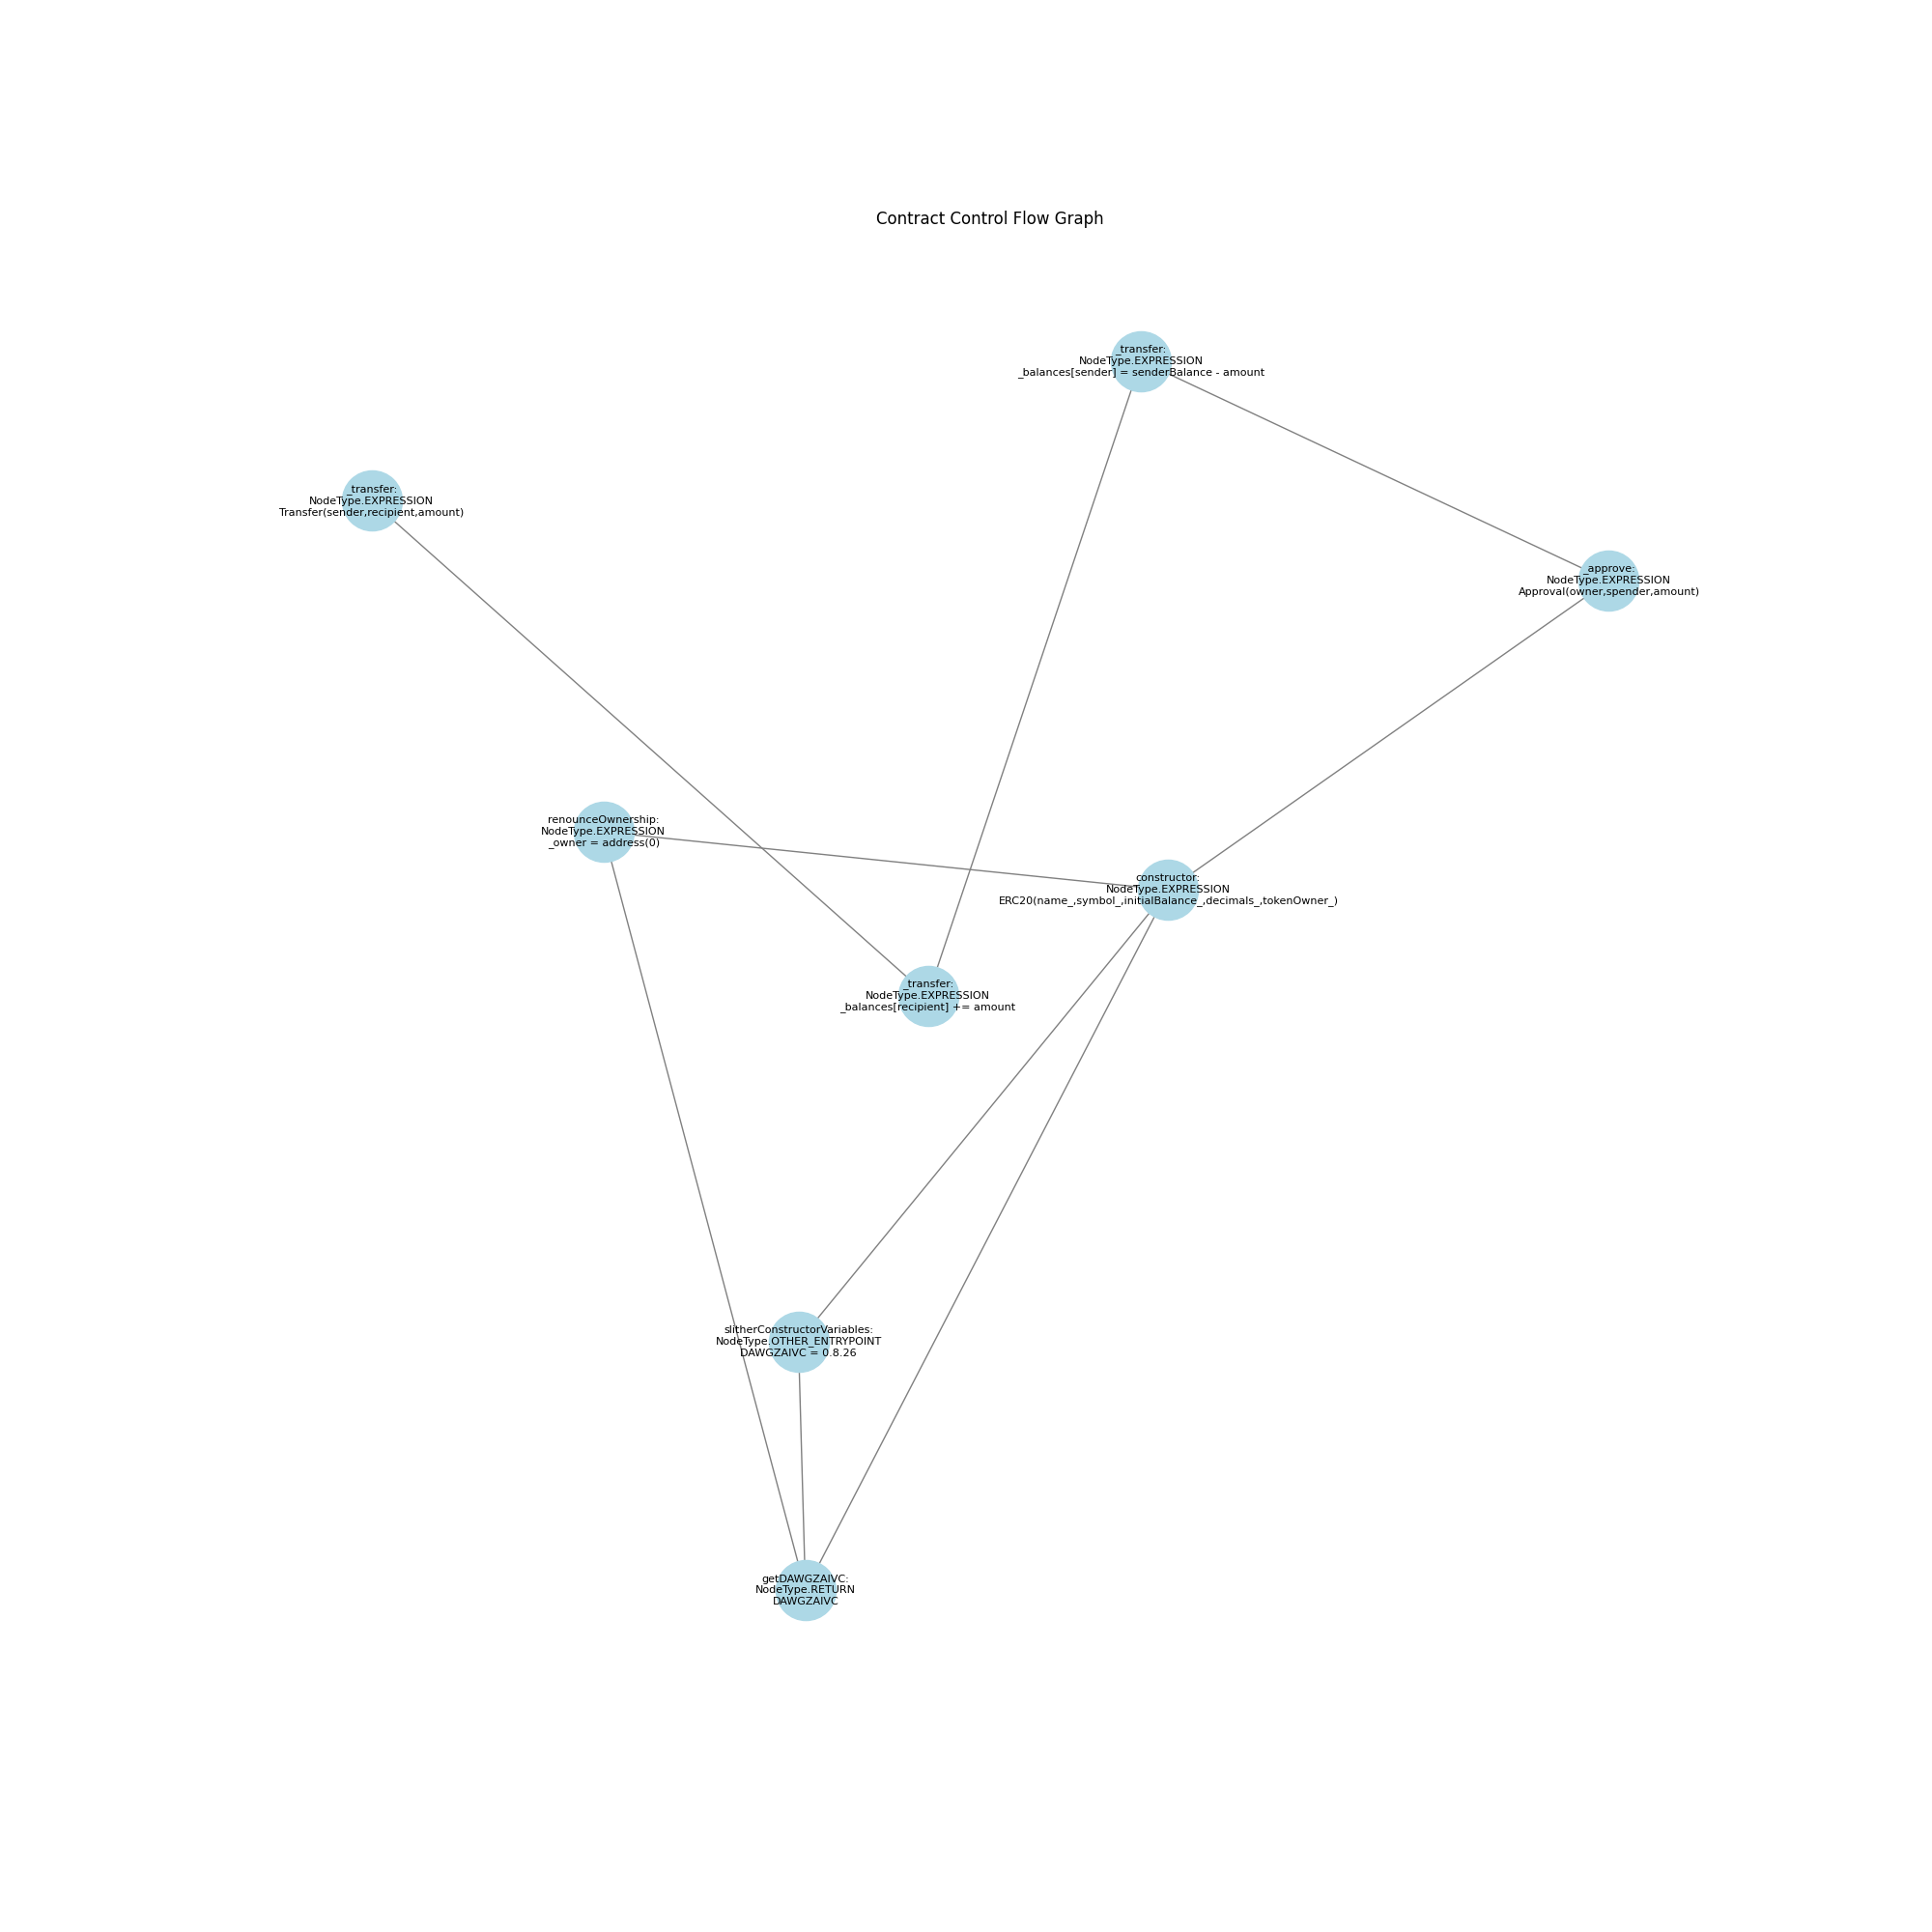 Contract Control Flow Graph
_transfer:
NodeType.EXPRESSION
_balances[sender] = senderBalance - amount
_transfer:
NodeType.EXPRESSION
Transfer(sender,recipient,amount)
_approve:
NodeType.EXPRESSION
Approval(owner,spender,amount)
renounceOwnership:
NodeType.EXPRESSION
_owner = address(0)
constructor:
NodeType.EXPRESSION
ERC20(name_,symbol_,initialBalance_,decimals_,tokenOwner_)
_transfer:
NodeType.EXPRESSION
_balances[recipient] += amount
slitherConstructorVariables:
NodeType.OTHER_ENTRYPOINT
DAWGZAIVC = 0.8.26
getDAWGZAIVC:
NodeType.RETURN
DAWGZAIVC